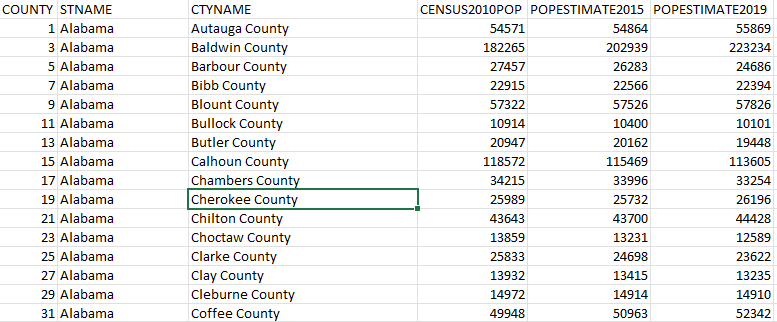 COUNTY STNAME CTYNAME CENSUS2010POP POPESTIMATE2015 POPESTIMATE2019
1 Alabama Autauga County 54571 54864 55869
3 Alabama Baldwin County 182265 202939 223234
5 Alabama Barbour County 27457 26283 24686
7 Alabama Bibb County 22915 22566 22394
9 Alabama Blount County 57322 57526 57826
11 Alabama Bullock County 10914 10400 10101
13 Alabama Butler County 20947 20162 19448
15 Alabama Calhoun County 118572 115469 113605
17 Alabama Chambers County 34215 33996 33254
19 Alabama Cherokee County 25989 25732 26196
21 Alabama Chilton County 43643 43700 44428
23 Alabama Choctaw County 13859 13231 12589
25 Alabama Clarke County 25833 24698 23622
27 Alabama Clay County 13932 13415 13235
29 Alabama Cleburne County 14972 14914 14910
31 Alabama Coffee County 49948 50963 52342